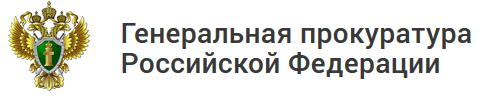 Генеральная прокуратура
Российской Федерации